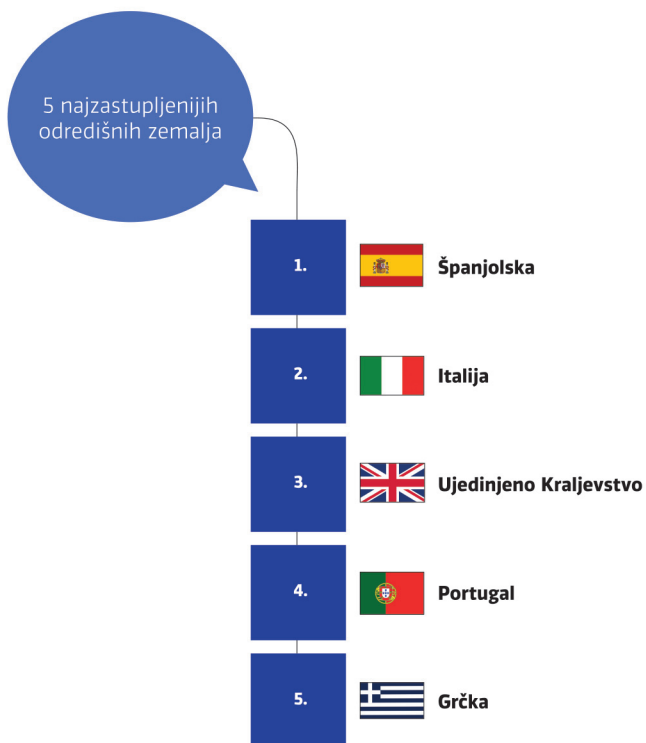 5 najzastupljenijih
odredišnih zemalja
1.
Španjolska
2.
Italija
3.
Ujedinjeno Kraljevstvo
4.
Portugal
5.
Grčka